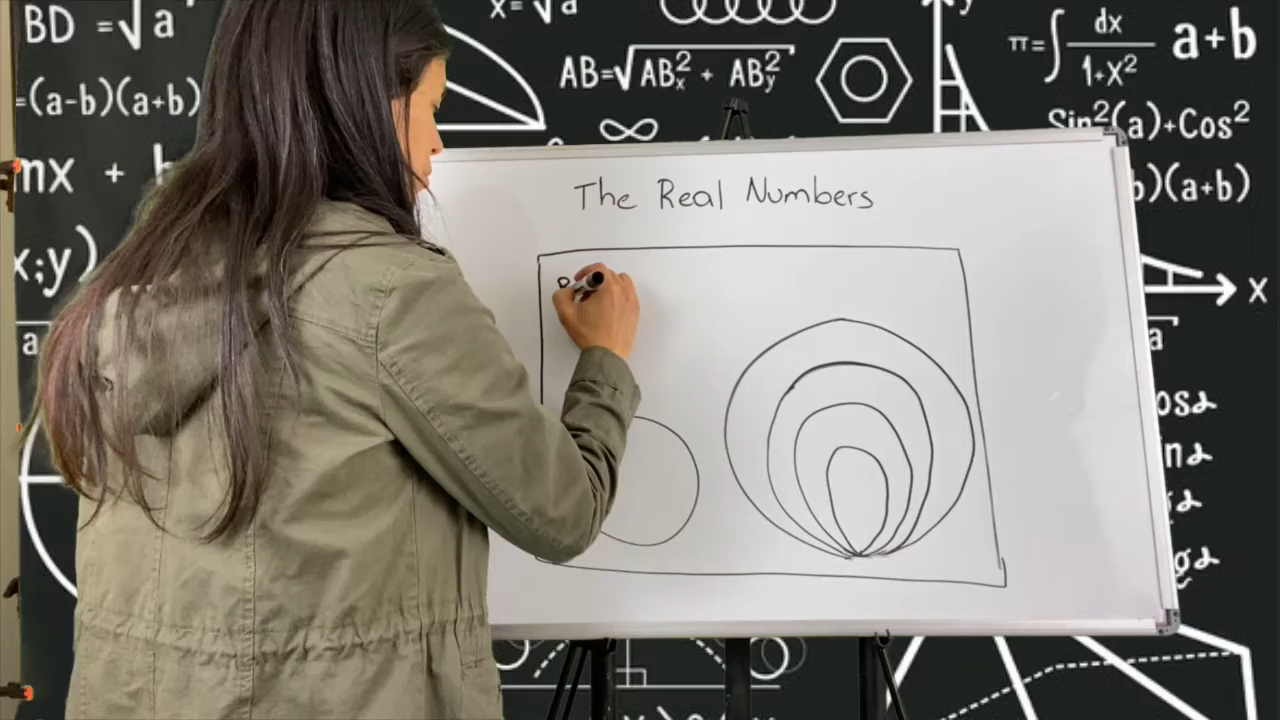 BD = √a
x = √a
y
π = ∫ dx / 1+x²
a+b
=(a-b)(a+b)
AB = √AB²ₓ + AB²ᵧ
∞
Sin²(a)+Cos²
mx +
b)(a+b)
The Real Numbers
x;y)
x
a
a